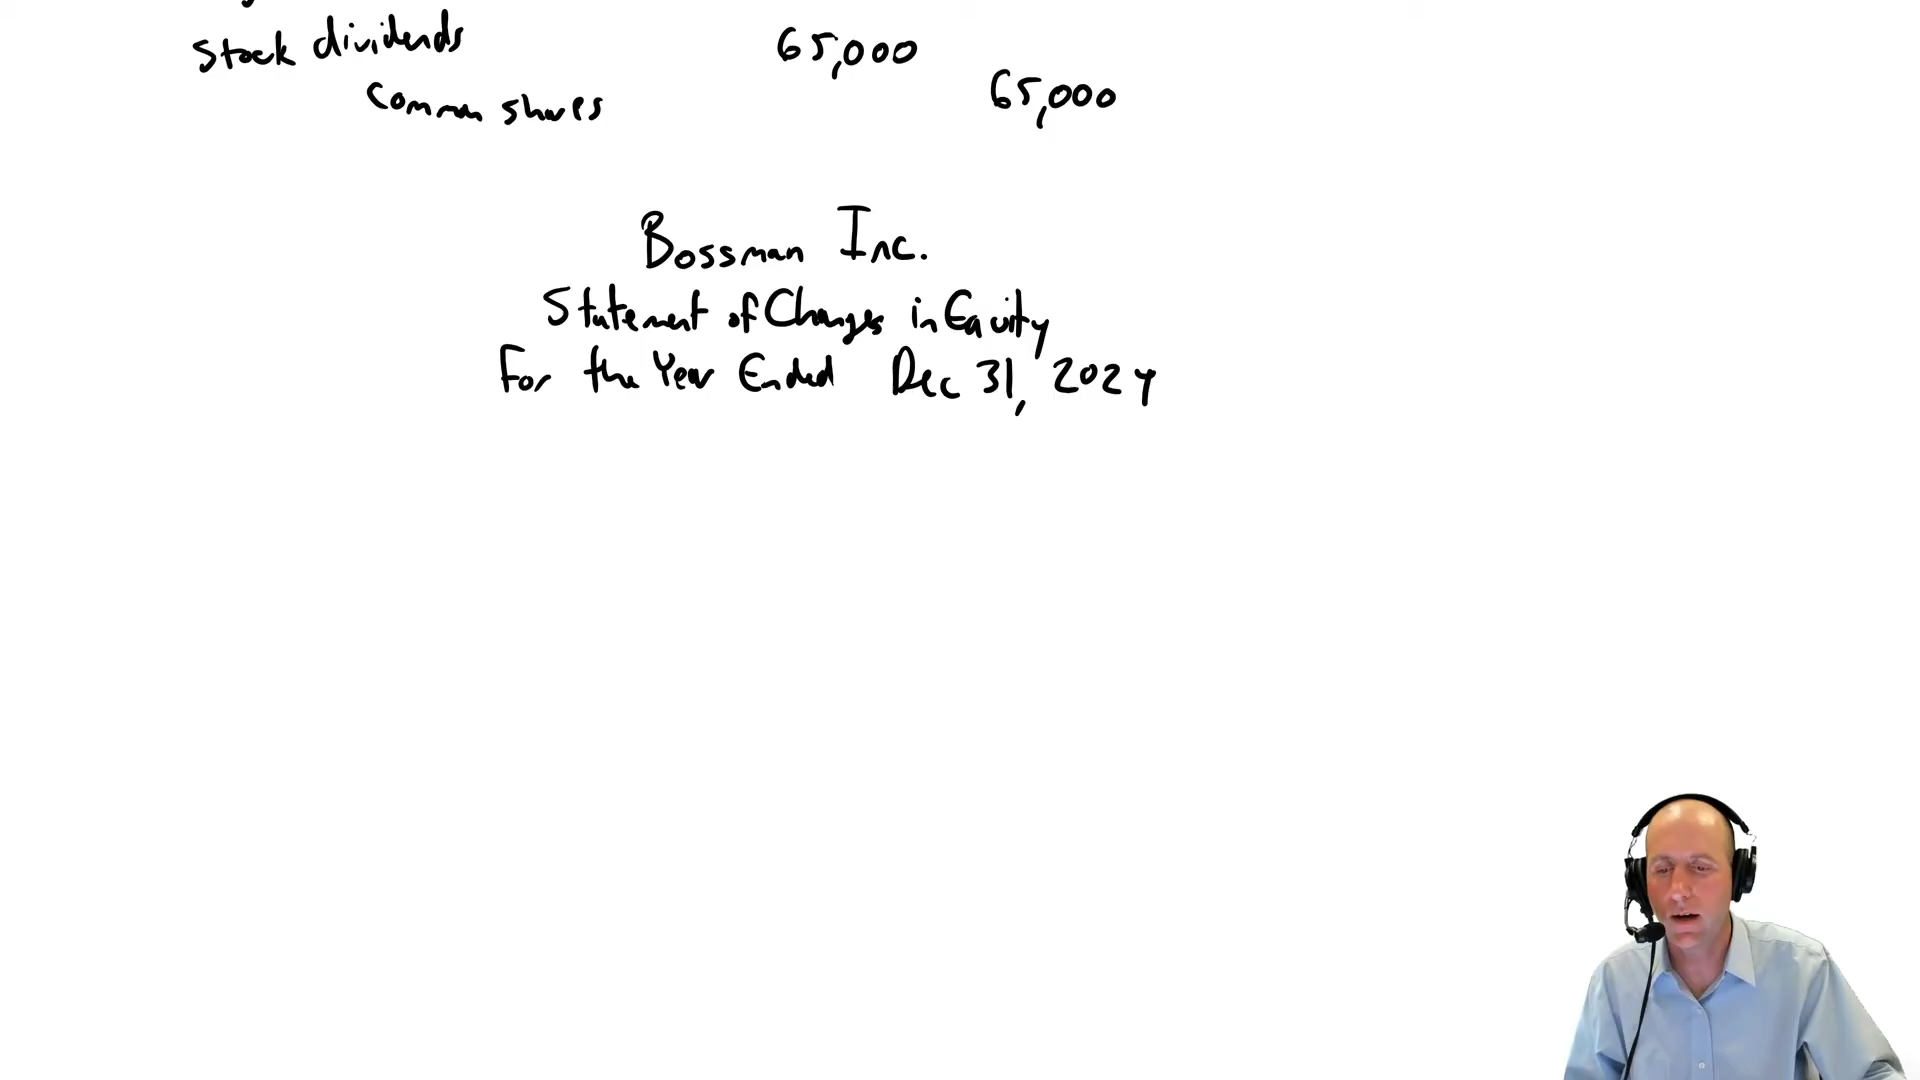 Stock dividends 65,000
Common shares 65,000
Bossman Inc.
Statement of Changes in Equity
For the Year Ended Dec 31, 2024